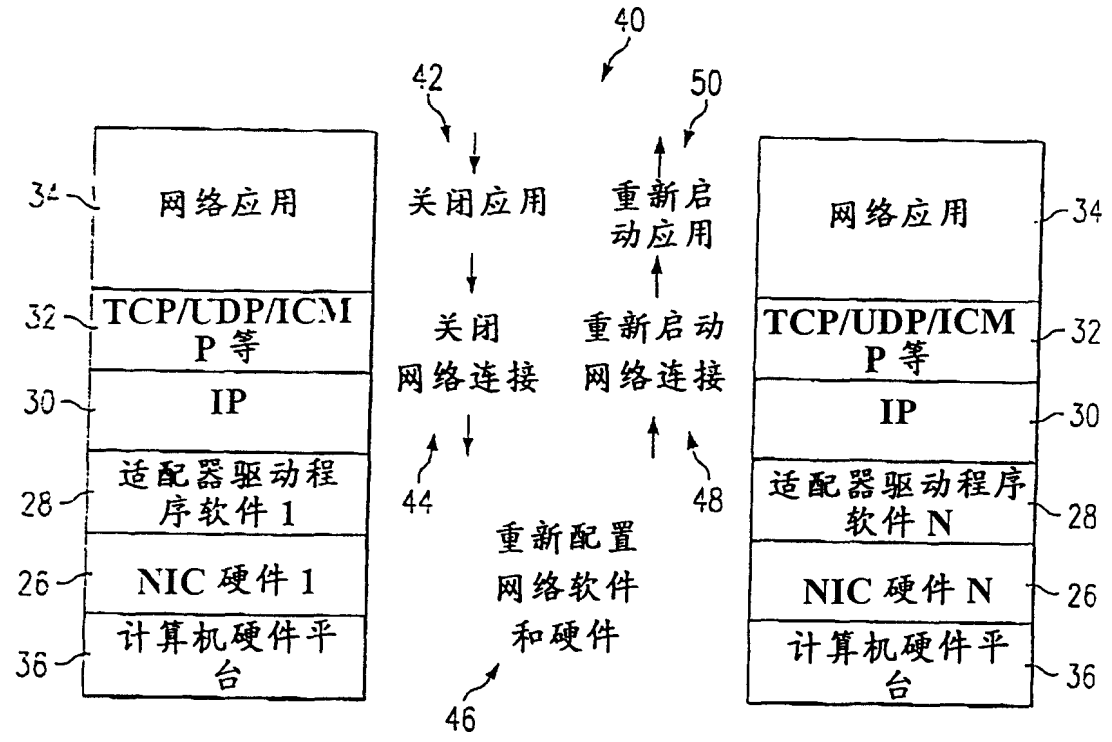 40
42
50
34
网络应用
关闭应用
重新启
动应用
网络应用
34
32
TCP/UDP/ICM
P 等
关闭
网络连接
重新启动
网络连接
TCP/UDP/ICM
P 等
32
30
IP
IP
30
28
适配器驱动程
序软件 1
44
48
适配器驱动程序
软件 N
28
26
NIC 硬件 1
重新配置
网络软件
和硬件
NIC 硬件 N
26
36
计算机硬件平
台
46
计算机硬件平
台
36